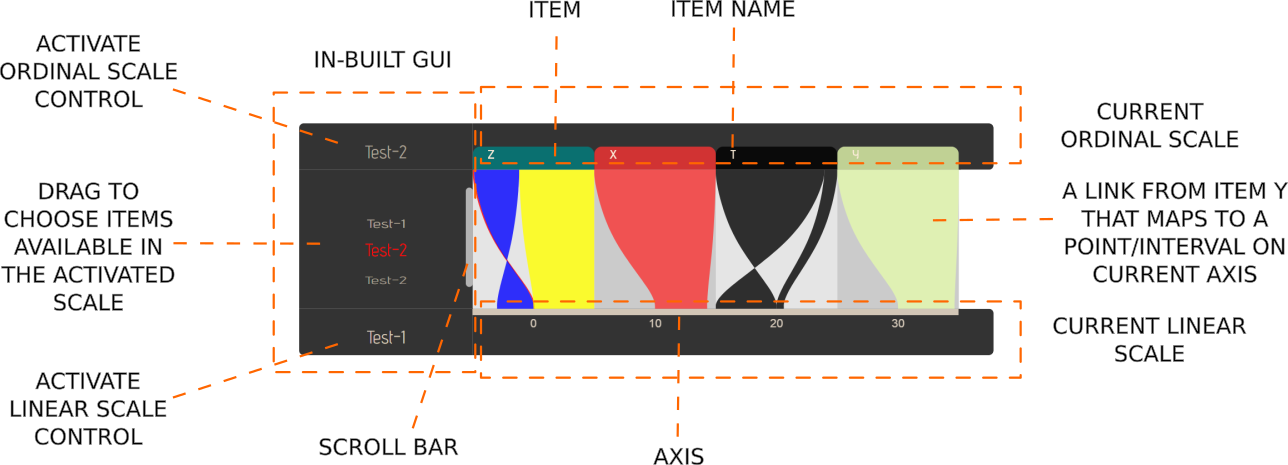 ITEM
ITEM NAME
ACTIVATE
ORDINAL SCALE
CONTROL
IN-BUILT GUI
CURRENT
ORDINAL SCALE
Test-2
Z
X
T
Y
DRAG TO
CHOOSE ITEMS
AVAILABLE IN
THE ACTIVATED
SCALE
Test-1
Test-2
Test-2
A LINK FROM ITEM Y
THAT MAPS TO A
POINT/INTERVAL ON
CURRENT AXIS
0
10
20
30
Test-1
CURRENT LINEAR
SCALE
ACTIVATE
LINEAR SCALE
CONTROL
SCROLL BAR
AXIS